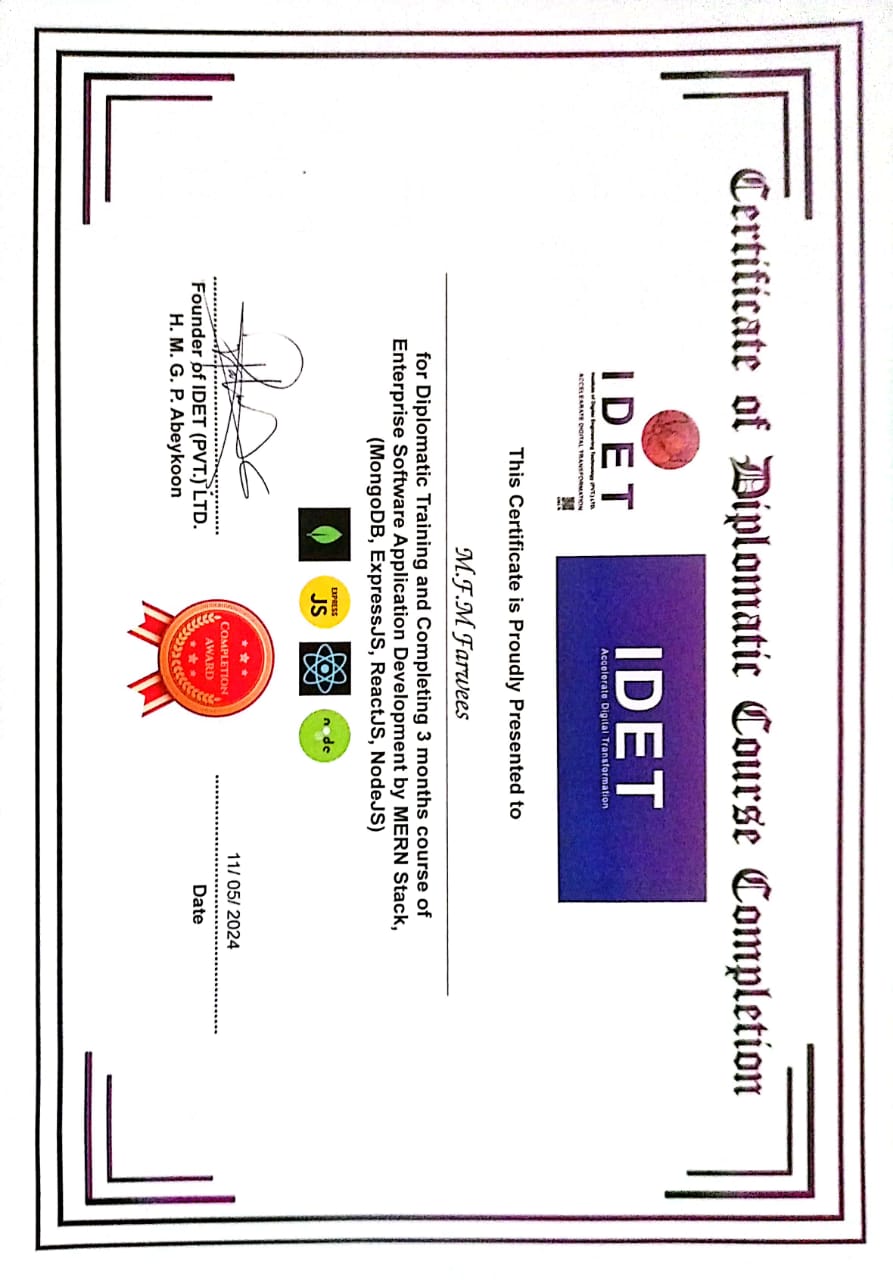 Certificate of Diplomatic Course Completion
IDET
Institute of Digital Engineering Technology (PVT.) LTD.
ACCELEARATE DIGITAL TRANSFORMATION
IDET
Accelerate Digital Transformation
This Certificate is Proudly Presented to
M.F.M Farwees
for Diplomatic Training and Completing 3 months course of
Enterprise Software Application Development by MERN Stack,
(MongoDB, ExpressJS, ReactJS, NodeJS)
EXPRESS
JS
node
COMPLETION
AWARD
11/ 05/ 2024
Founder of IDET (PVT.) LTD.
H. M. G. P. Abeykoon
Date